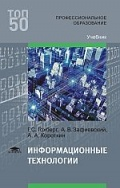 ТОП
50
ПРОФЕССИОНАЛЬНОЕ ОБРАЗОВАНИЕ
Учебник
Г.С. Гохберг, А.В. Зафиевский,
А.А. Короткин
ИНФОРМАЦИОННЫЕ
ТЕХНОЛОГИИ